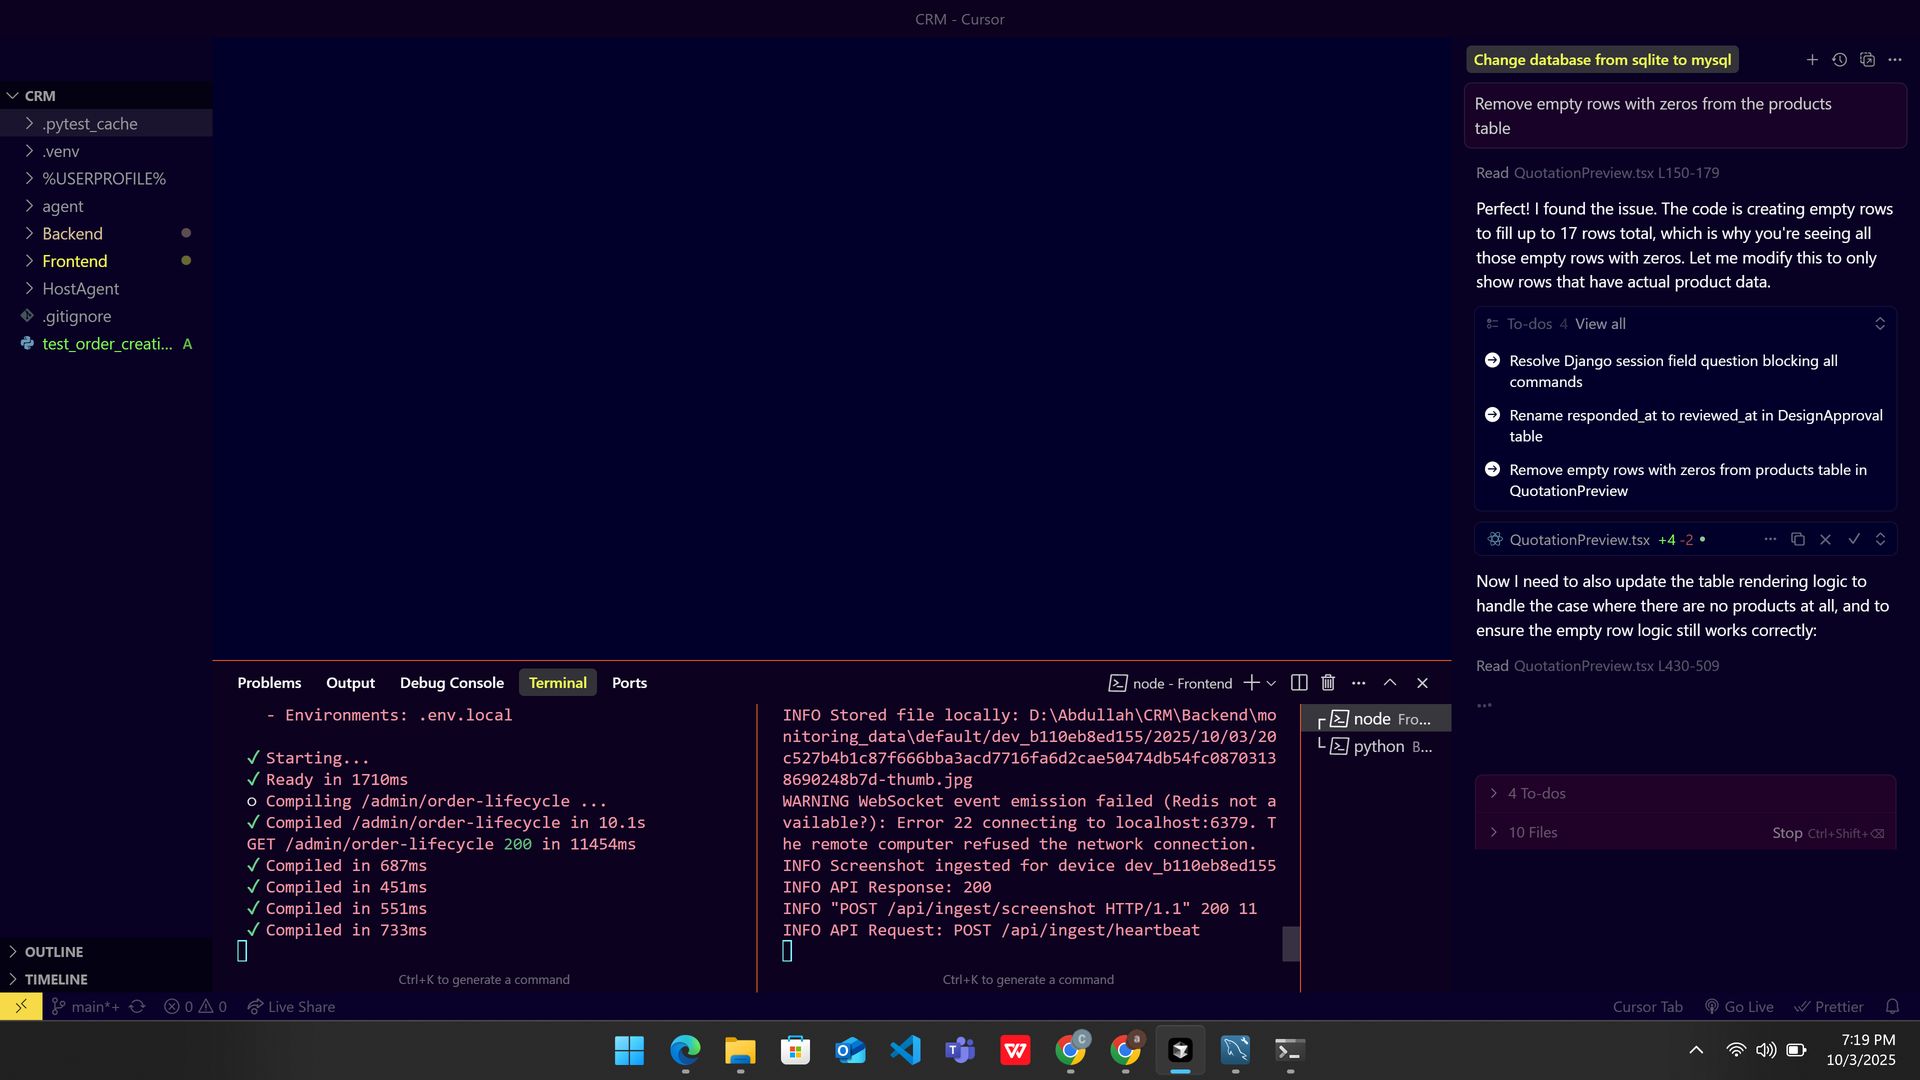 CRM - Cursor
CRM
.pytest_cache
.venv
%USERPROFILE%
agent
Backend
Frontend
HostAgent
.gitignore
test_order_creati... A
OUTLINE
TIMELINE
Problems Output Debug Console Terminal Ports
node - Frontend
- Environments: .env.local
✓ Starting...
✓ Ready in 1710ms
○ Compiling /admin/order-lifecycle ...
✓ Compiled /admin/order-lifecycle in 10.1s
GET /admin/order-lifecycle 200 in 11454ms
✓ Compiled in 687ms
✓ Compiled in 451ms
✓ Compiled in 551ms
✓ Compiled in 733ms
Ctrl+K to generate a command
INFO Stored file locally: D:\Abdullah\CRM\Backend\mo
nitoring_data\default/dev_b110eb8ed155/2025/10/03/20
c527b4b1c87f666bba3acd7716fa6d2cae50474db54fc0870313
8690248b7d-thumb.jpg
WARNING WebSocket event emission failed (Redis not a
vailable?): Error 22 connecting to localhost:6379. T
he remote computer refused the network connection.
INFO Screenshot ingested for device dev_b110eb8ed155
INFO API Response: 200
INFO "POST /api/ingest/screenshot HTTP/1.1" 200 11
INFO API Request: POST /api/ingest/heartbeat
Ctrl+K to generate a command
node Fro...
python B...
Change database from sqlite to mysql
Remove empty rows with zeros from the products
table
Read QuotationPreview.tsx L150-179
Perfect! I found the issue. The code is creating empty rows
to fill up to 17 rows total, which is why you're seeing all
those empty rows with zeros. Let me modify this to only
show rows that have actual product data.
To-dos 4 View all
Resolve Django session field question blocking all
commands
Rename responded_at to reviewed_at in DesignApproval
table
Remove empty rows with zeros from products table in
QuotationPreview
QuotationPreview.tsx +4 -2
Now I need to also update the table rendering logic to
handle the case where there are no products at all, and to
ensure the empty row logic still works correctly:
Read QuotationPreview.tsx L430-509
4 To-dos
10 Files
Stop Ctrl+Shift+⌫
main*+ 0 0 Live Share
Cursor Tab Go Live Prettier
7:19 PM
10/3/2025